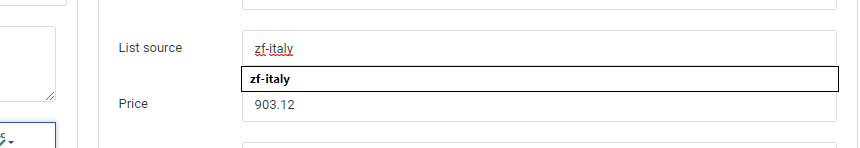 List source
zf-italy
zf-italy
Price
903.12